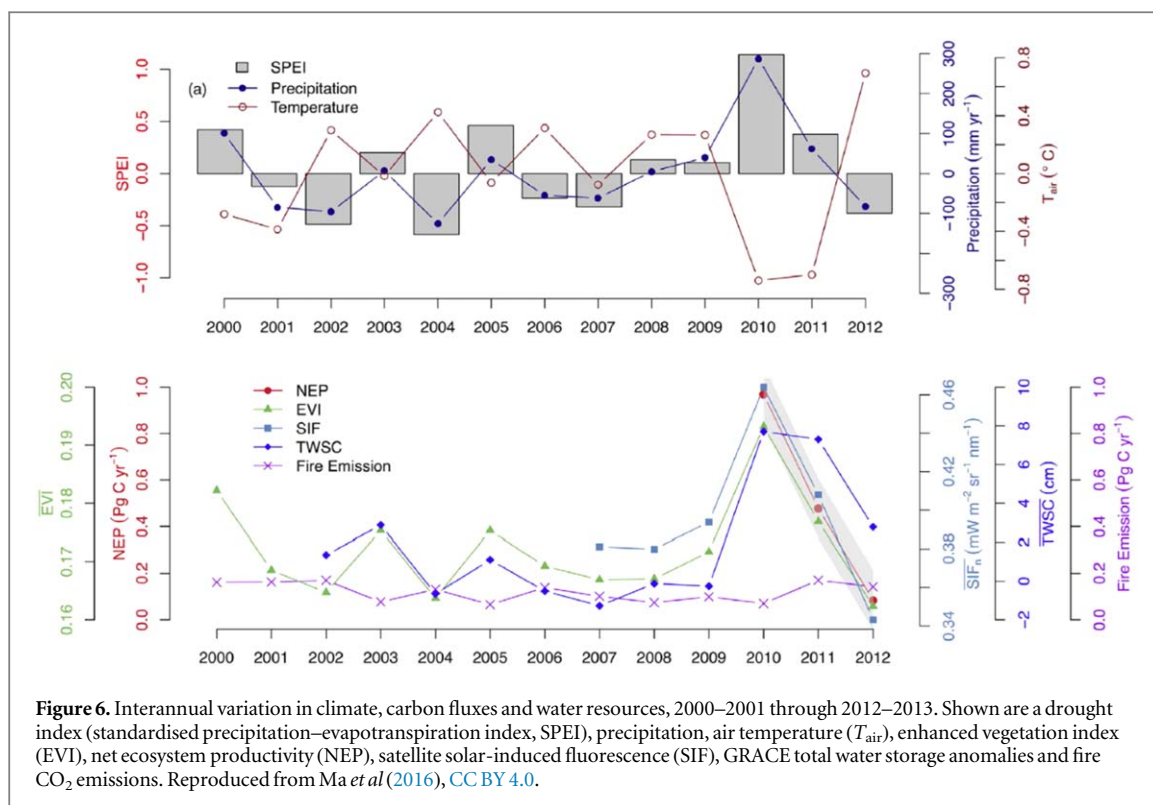 (a)
SPEI
Precipitation
Temperature
SPEI
1.0
0.5
0.0
−0.5
−1.0
Precipitation (mm yr⁻¹)
300
200
100
0
−100
−300
Tair (° C)
0.8
0.4
0.0
−0.4
−0.8
2000 2001 2002 2003 2004 2005 2006 2007 2008 2009 2010 2011 2012
NEP
EVI
SIF
TWSC
Fire Emission
EVI
0.20
0.19
0.18
0.17
0.16
NEP (Pg C yr⁻¹)
1.0
0.8
0.6
0.4
0.2
0.0
SIFn (mW m⁻² sr⁻¹ nm⁻¹)
0.46
0.42
0.38
0.34
TWSC (cm)
10
8
6
4
2
0
−2
Fire Emission (Pg C yr⁻¹)
1.0
0.8
0.6
0.4
0.2
0.0
2000 2001 2002 2003 2004 2005 2006 2007 2008 2009 2010 2011 2012
Figure 6. Interannual variation in climate, carbon fluxes and water resources, 2000–2001 through 2012–2013. Shown are a drought
index (standardised precipitation–evapotranspiration index, SPEI), precipitation, air temperature (Tair), enhanced vegetation index
(EVI), net ecosystem productivity (NEP), satellite solar-induced fluorescence (SIF), GRACE total water storage anomalies and fire
CO₂ emissions. Reproduced from Ma et al (2016), CC BY 4.0.